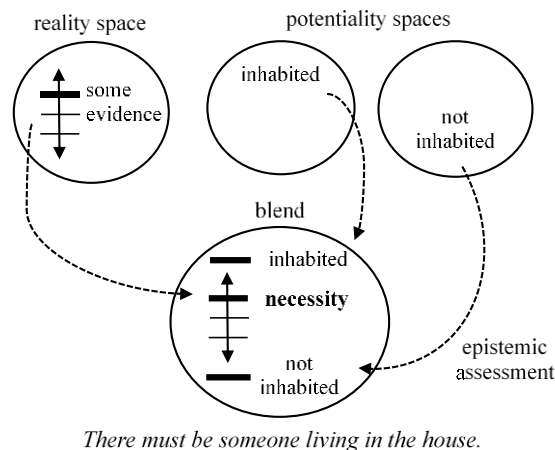 reality space
potentiality spaces
some
evidence
inhabited
not
inhabited
blend
inhabited
necessity
not
inhabited
epistemic
assessment
There must be someone living in the house.